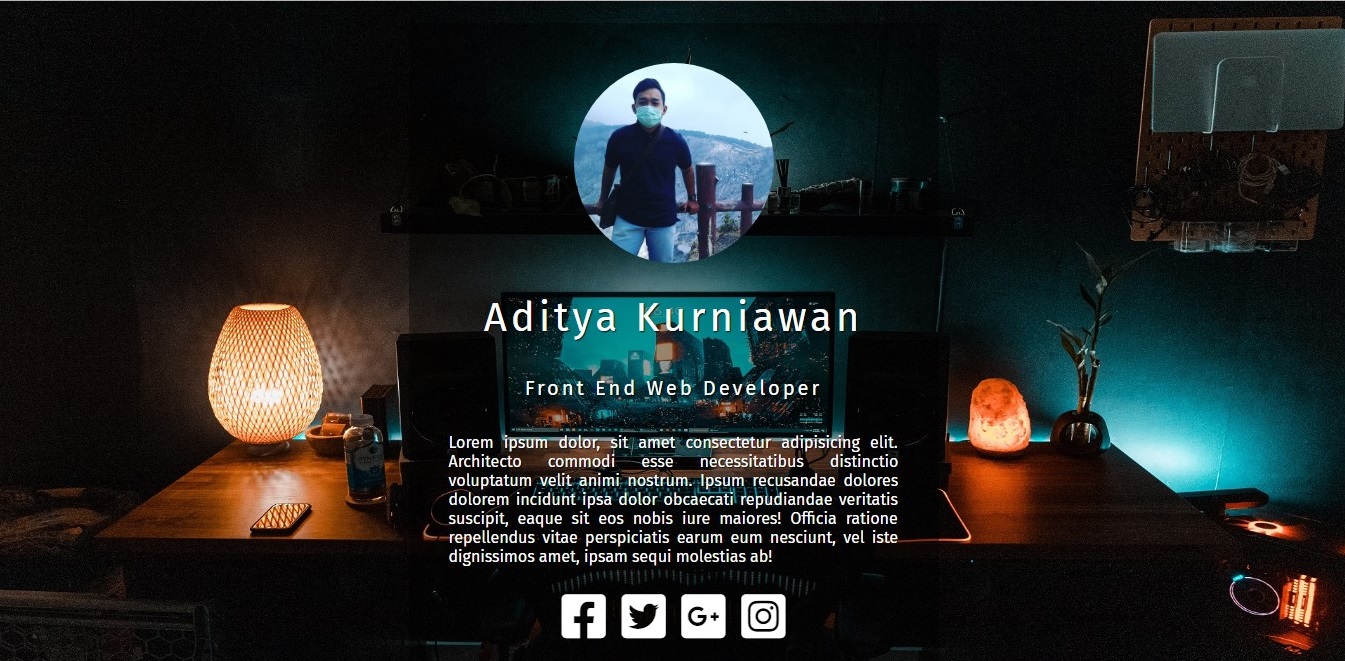 Aditya Kurniawan
Front End Web Developer
Lorem ipsum dolor, sit amet consectetur adipisicing elit.
Architecto commodi esse necessitatibus distinctio
voluptatum velit animi nostrum. Ipsum recusandae dolores
dolorem incidunt ipsa dolor obcaecati repudiandae veritatis
suscipit, eaque sit eos nobis iure maiores! Officia ratione
repellendus vitae perspiciatis earum eum nesciunt, vel iste
dignissimos amet, ipsam sequi molestias ab!